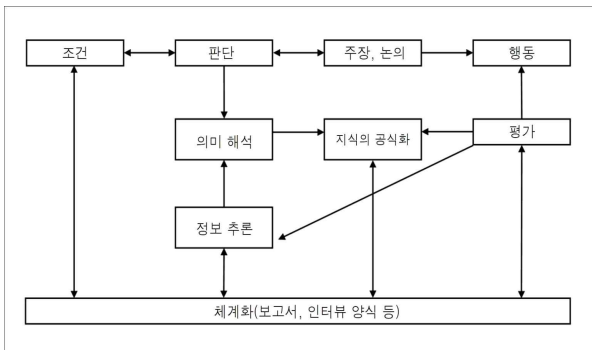 조건
판단
주장, 논의
행동
의미 해석
지식의 공식화
평가
정보 추론
체계화(보고서, 인터뷰 양식 등)